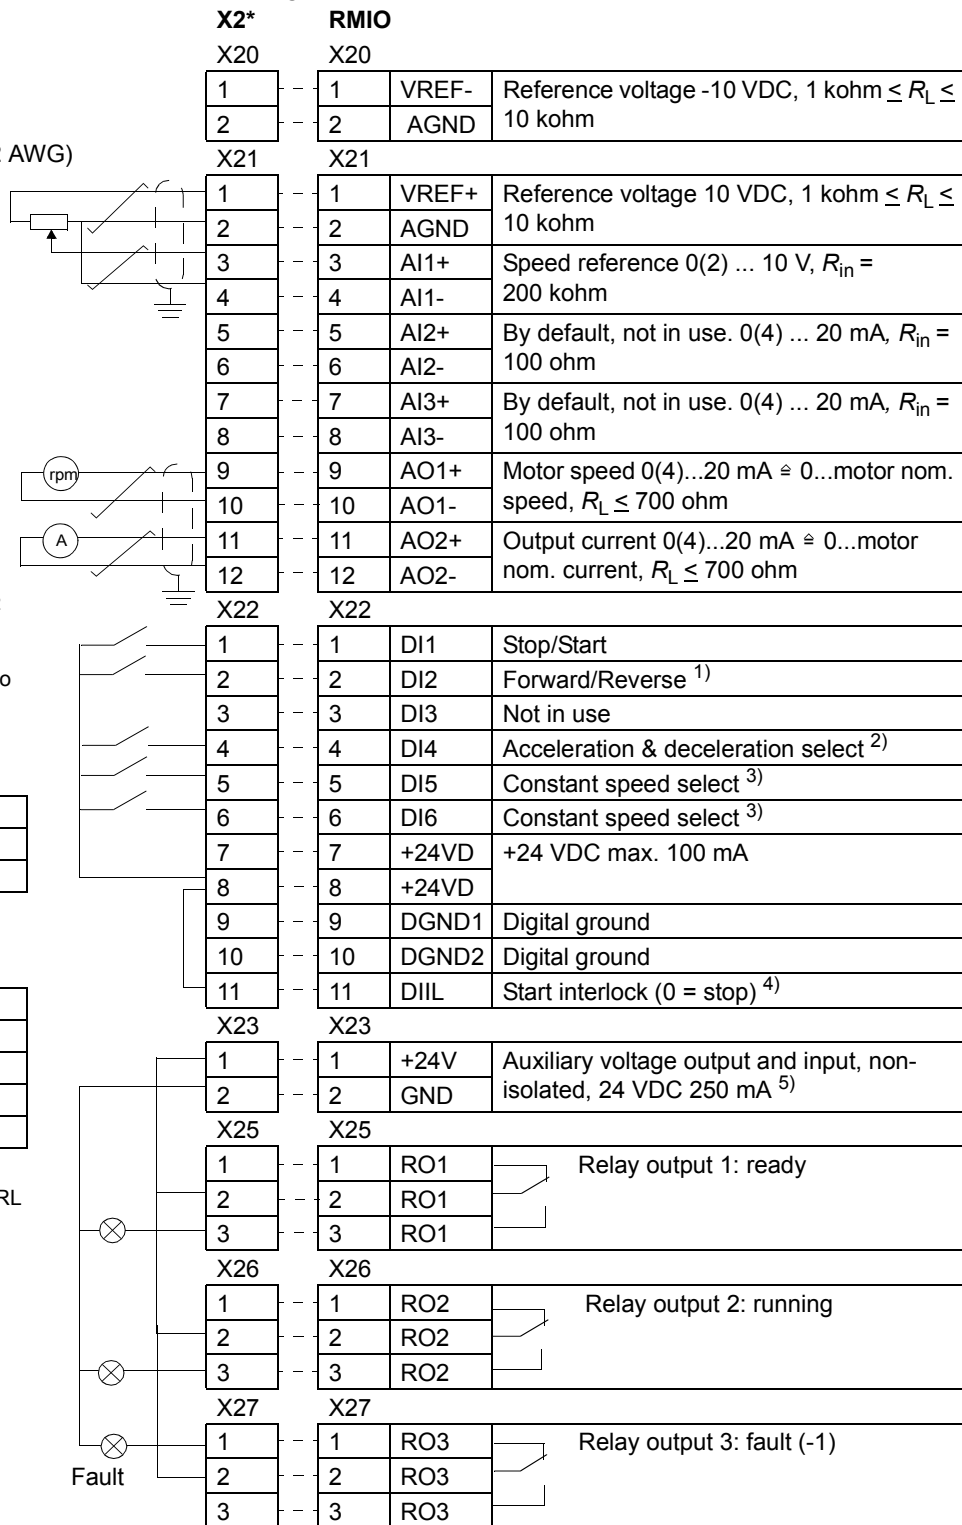 X2* RMIO
X20 X20
1 1 VREF- Reference voltage -10 VDC, 1 kohm ≤ RL ≤
2 2 AGND 10 kohm
AWG)
X21 X21
1 1 VREF+ Reference voltage 10 VDC, 1 kohm ≤ RL ≤
2 2 AGND 10 kohm
3 3 AI1+ Speed reference 0(2) ... 10 V, Rin =
4 4 AI1- 200 kohm
5 5 AI2+ By default, not in use. 0(4) ... 20 mA, Rin =
6 6 AI2- 100 ohm
7 7 AI3+ By default, not in use. 0(4) ... 20 mA, Rin =
8 8 AI3- 100 ohm
rpm 9 9 AO1+ Motor speed 0(4)...20 mA ≙ 0...motor nom.
10 10 AO1- speed, RL ≤ 700 ohm
A 11 11 AO2+ Output current 0(4)...20 mA ≙ 0...motor
12 12 AO2- nom. current, RL ≤ 700 ohm
X22 X22
1 1 DI1 Stop/Start
2 2 DI2 Forward/Reverse 1)
3 3 DI3 Not in use
4 4 DI4 Acceleration & deceleration select 2)
5 5 DI5 Constant speed select 3)
6 6 DI6 Constant speed select 3)
7 7 +24VD +24 VDC max. 100 mA
8 8 +24VD
9 9 DGND1 Digital ground
10 10 DGND2 Digital ground
11 11 DIIL Start interlock (0 = stop) 4)
X23 X23
1 1 +24V Auxiliary voltage output and input, non-
2 2 GND isolated, 24 VDC 250 mA 5)
X25 X25
1 1 RO1 Relay output 1: ready
2 2 RO1
RL
3 3 RO1
X26 X26
1 1 RO2 Relay output 2: running
2 2 RO2
3 3 RO2
X27 X27
1 1 RO3 Relay output 3: fault (-1)
Fault 2 2 RO3
3 3 RO3